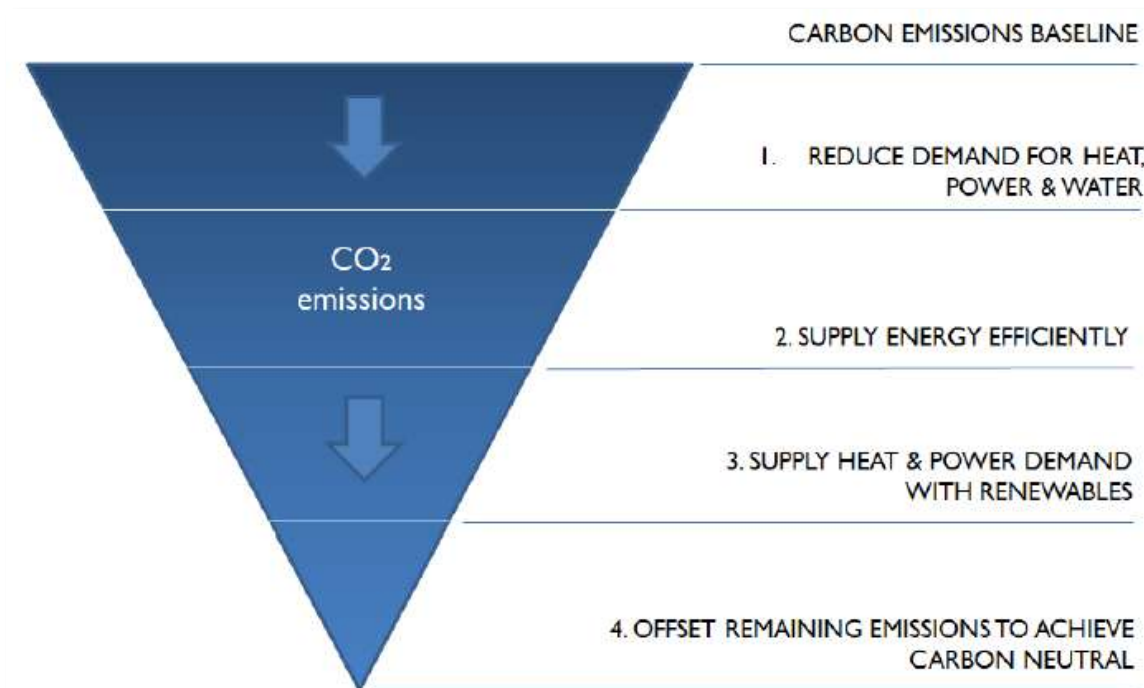 CARBON EMISSIONS BASELINE
1. REDUCE DEMAND FOR HEAT,
POWER & WATER
CO₂
emissions
2. SUPPLY ENERGY EFFICIENTLY
3. SUPPLY HEAT & POWER DEMAND
WITH RENEWABLES
4. OFFSET REMAINING EMISSIONS TO ACHIEVE
CARBON NEUTRAL